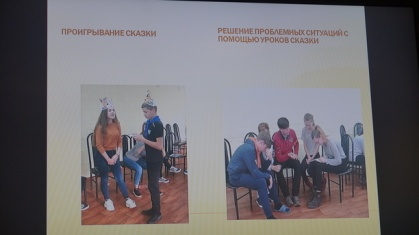 ПРОИГРЫВАНИЕ СКАЗКИ
РЕШЕНИЕ ПРОБЛЕМНЫХ СИТУАЦИЙ С
ПОМОЩЬЮ УРОКОВ СКАЗКИ